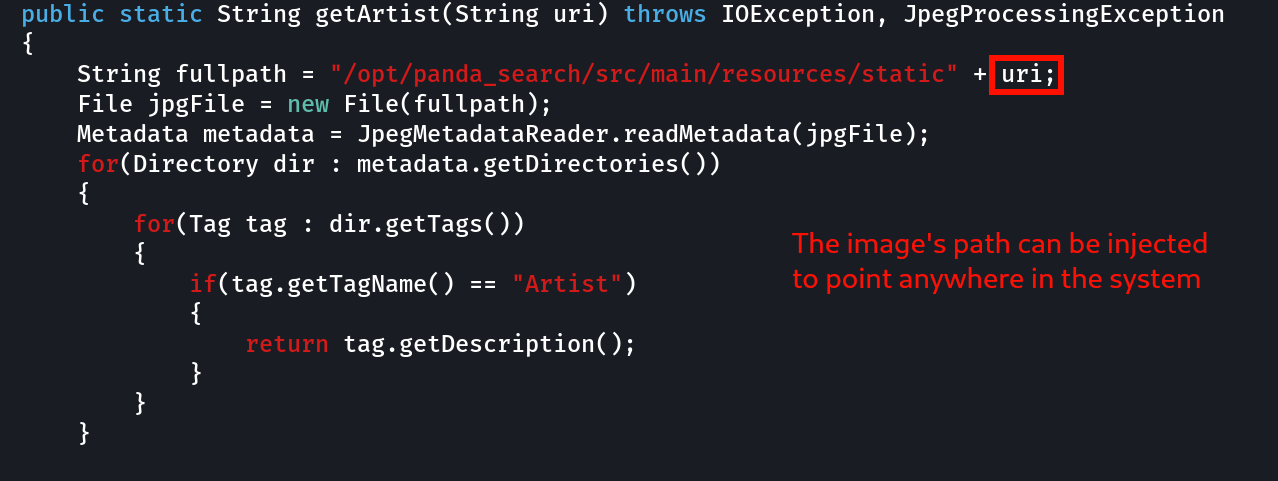 public static String getArtist(String uri) throws IOException, JpegProcessingException
{
    String fullpath = "/opt/panda_search/src/main/resources/static" + uri;
    File jpgFile = new File(fullpath);
    Metadata metadata = JpegMetadataReader.readMetadata(jpgFile);
    for(Directory dir : metadata.getDirectories())
    {
        for(Tag tag : dir.getTags())
        {
            if(tag.getTagName() == "Artist")
            {
                return tag.getDescription();
            }
        }
    }
The image's path can be injected
to point anywhere in the system